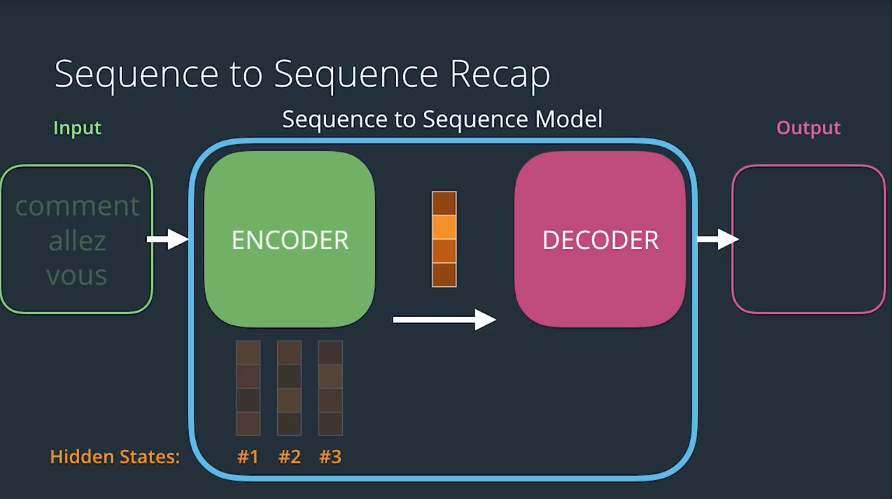 Sequence to Sequence Recap
Input
Sequence to Sequence Model
Output
comment
allez
vous
ENCODER
DECODER
Hidden States:
#1
#2
#3